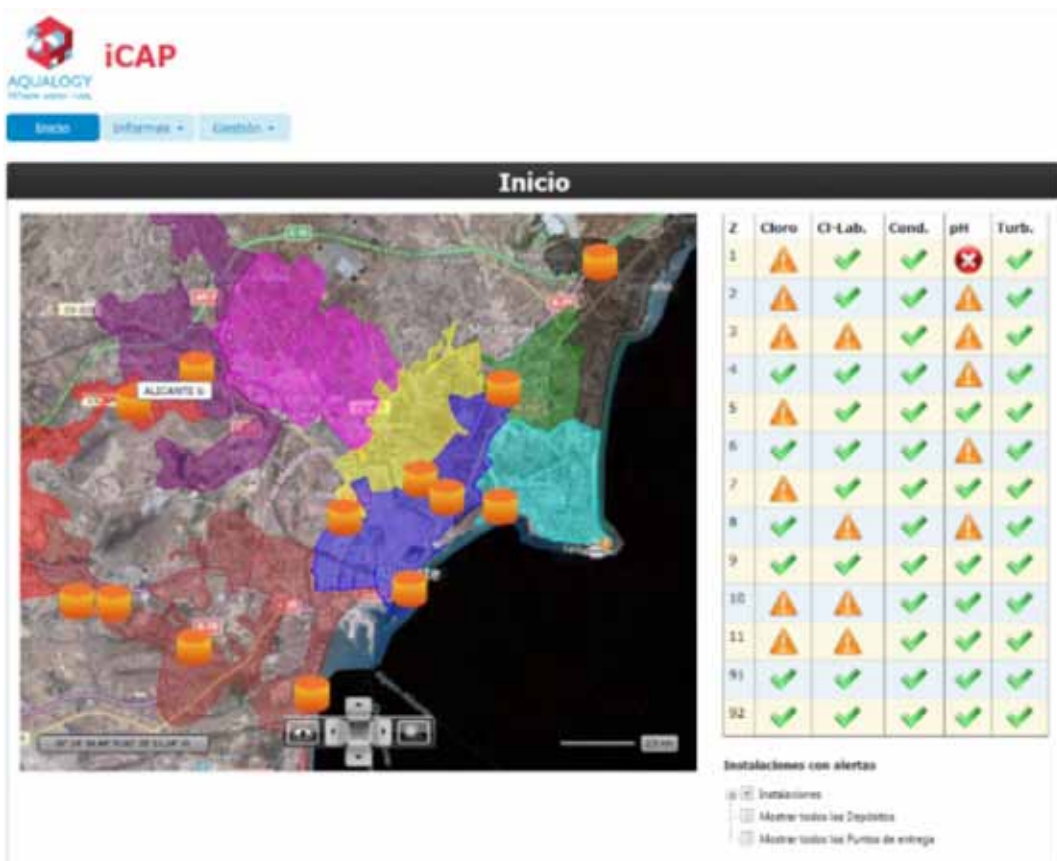 iCAP
AQUALOGY
Inicio Informes Gestión
Inicio
Z Cloro Cl-Lab. Cond. pH Turb.
1
2
3
4
5
6
7
8
9
10
11
91
92
ALICANTE
Instalaciones con alertas
Instalaciones
Mostrar todos los Depósitos
Mostrar todos los Puntos de entrega